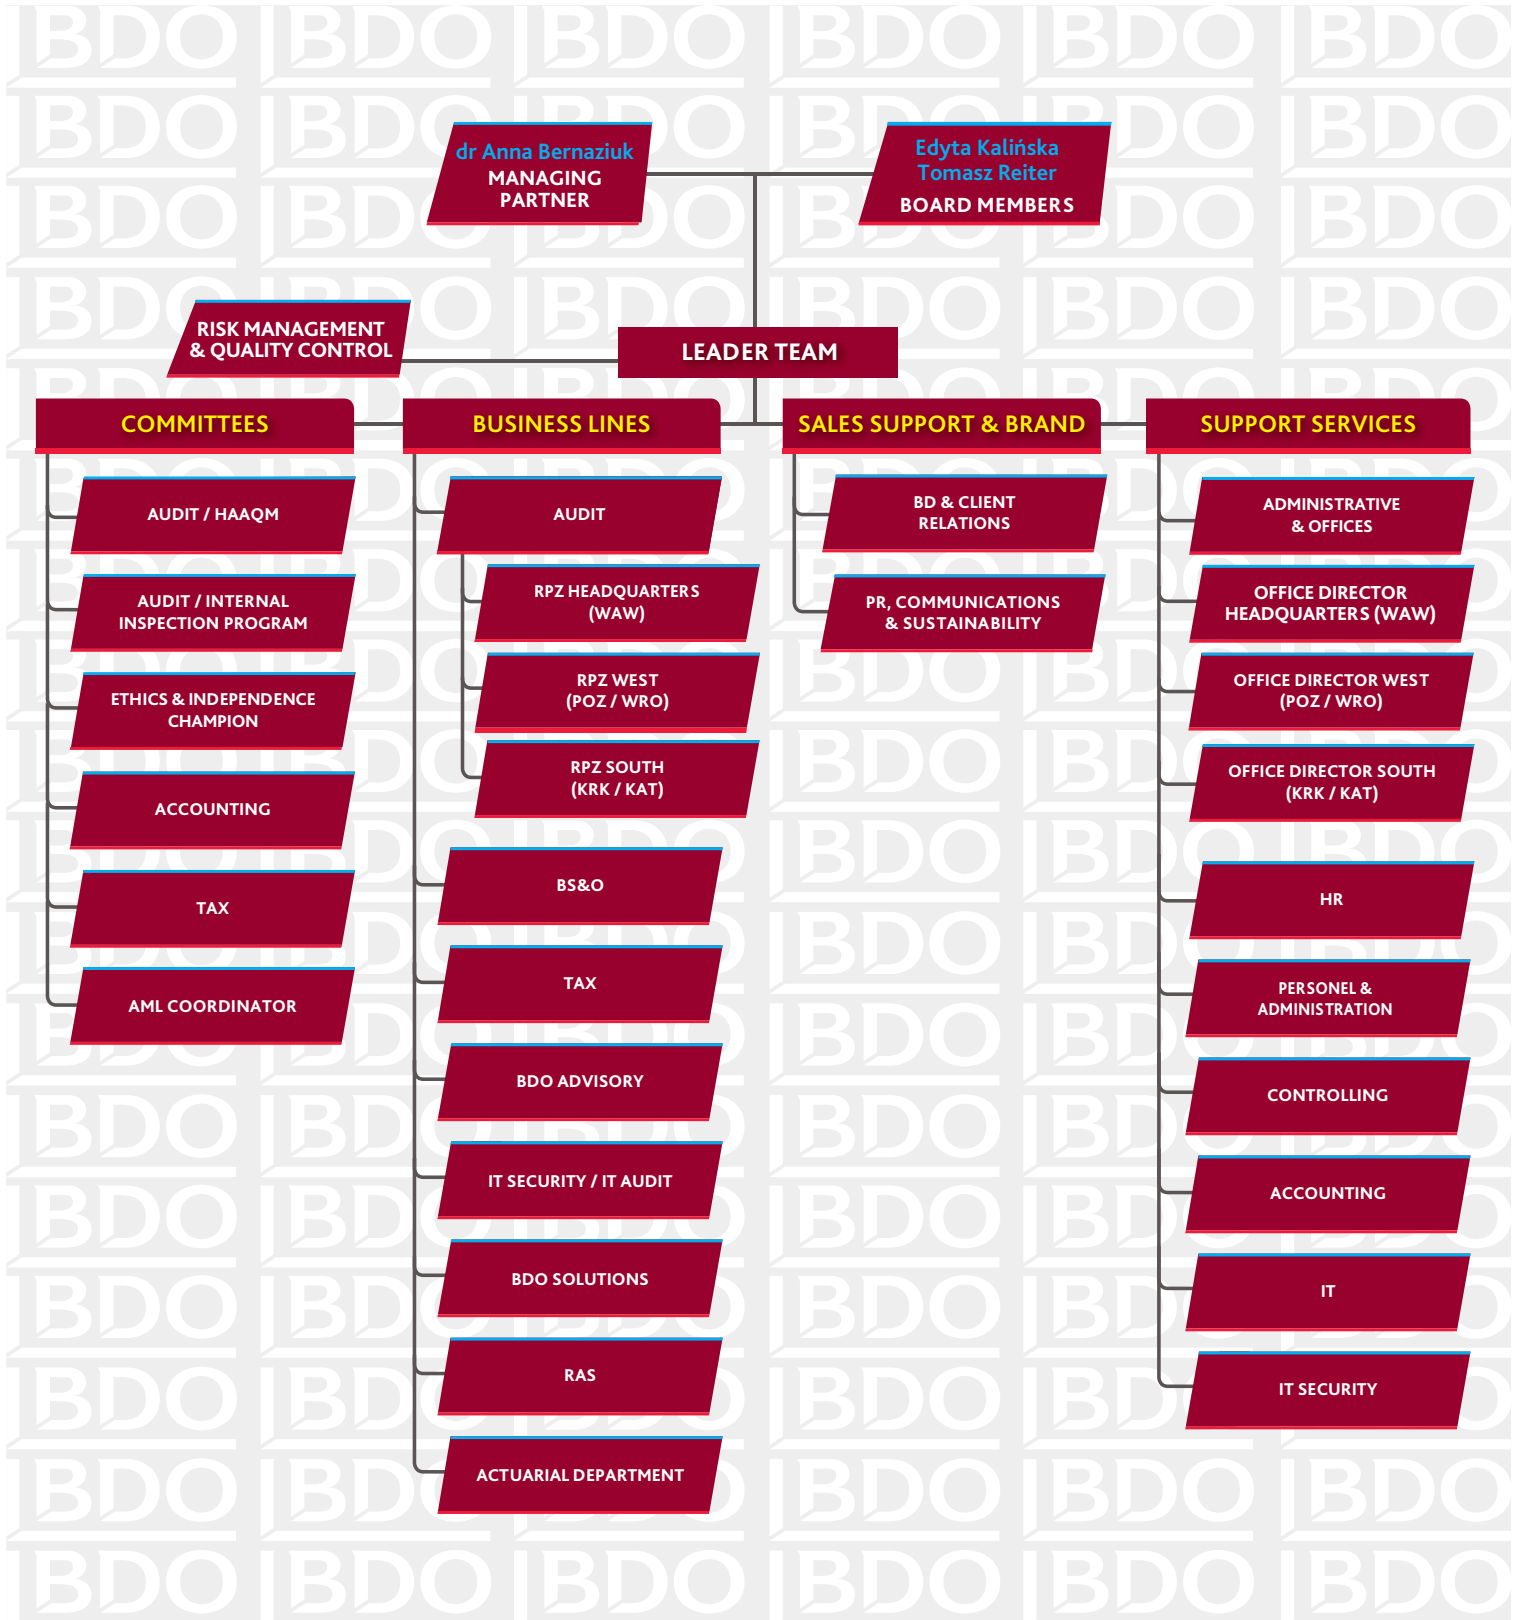 dr Anna Bernaziuk
MANAGING
PARTNER
Edyta Kalińska
Tomasz Reiter
BOARD MEMBERS
RISK MANAGEMENT
& QUALITY CONTROL
LEADER TEAM
COMMITTEES
AUDIT / HAAQM
AUDIT / INTERNAL
INSPECTION PROGRAM
ETHICS & INDEPENDENCE
CHAMPION
ACCOUNTING
TAX
AML COORDINATOR
BUSINESS LINES
AUDIT
RPZ HEADQUARTERS
(WAW)
RPZ WEST
(POZ / WRO)
RPZ SOUTH
(KRK / KAT)
BS&O
TAX
BDO ADVISORY
IT SECURITY / IT AUDIT
BDO SOLUTIONS
RAS
ACTUARIAL DEPARTMENT
SALES SUPPORT & BRAND
BD & CLIENT
RELATIONS
PR, COMMUNICATIONS
& SUSTAINABILITY
SUPPORT SERVICES
ADMINISTRATIVE
& OFFICES
OFFICE DIRECTOR
HEADQUARTERS (WAW)
OFFICE DIRECTOR WEST
(POZ / WRO)
OFFICE DIRECTOR SOUTH
(KRK / KAT)
HR
PERSONEL &
ADMINISTRATION
CONTROLLING
ACCOUNTING
IT
IT SECURITY
BDO